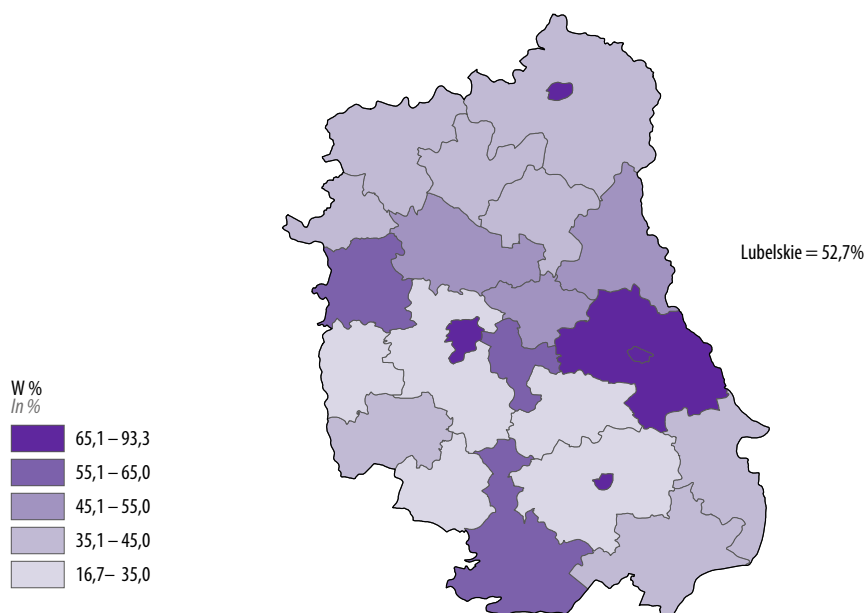 Lubelskie = 52,7%
W %
In %
65,1 – 93,3
55,1 – 65,0
45,1 – 55,0
35,1 – 45,0
16,7– 35,0